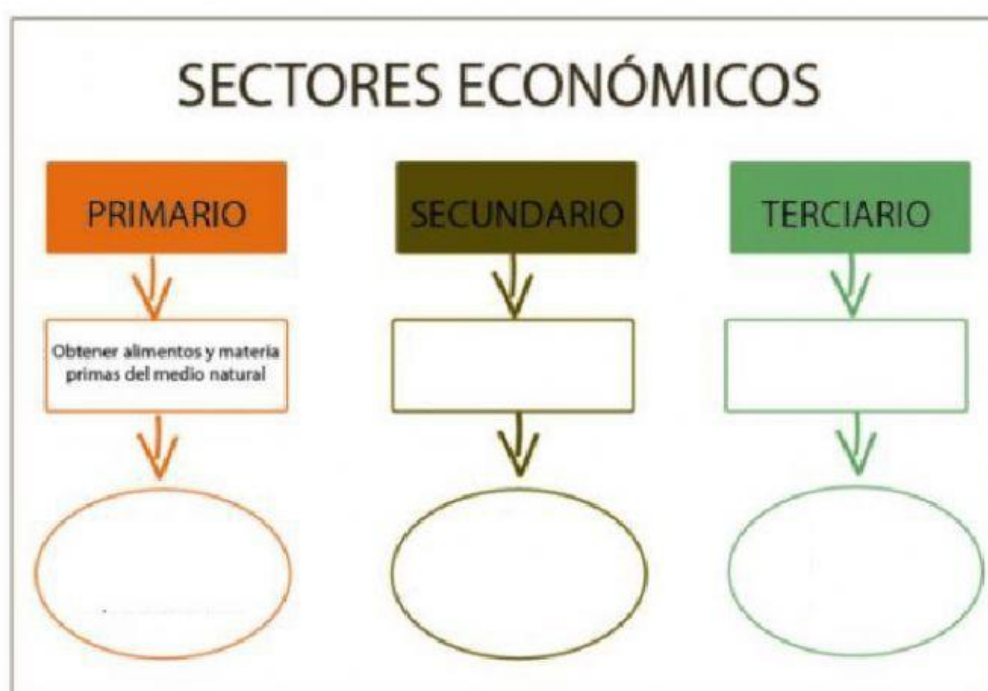 SECTORES ECONÓMICOS
PRIMARIO
SECUNDARIO
TERCIARIO
Obtener alimentos y materia
primas del medio natural